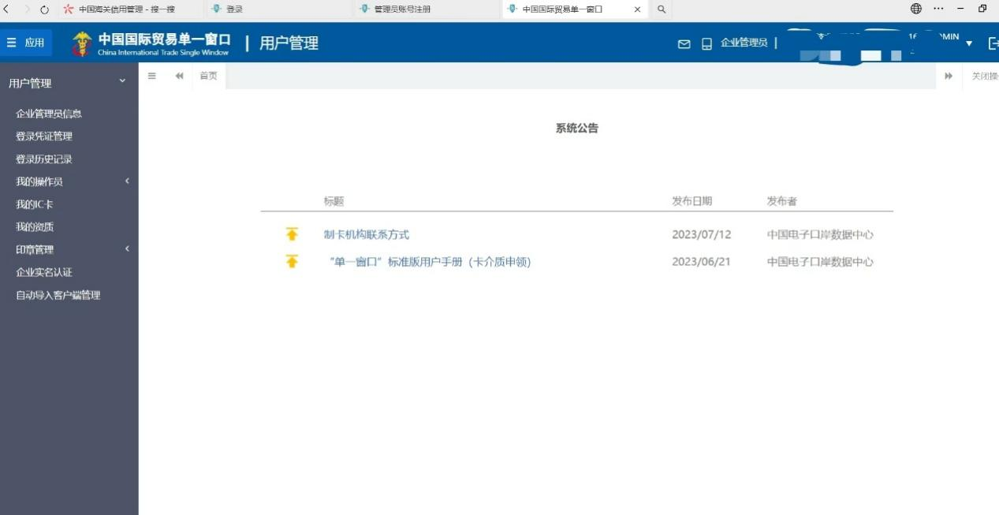 中国海关信用管理 - 搜一搜
登录
管理员账号注册
中国国际贸易单一窗口
应用
中国国际贸易单一窗口
China International Trade Single Window
用户管理
企业管理员
MIN
用户管理
首页
关闭操
企业管理员信息
登录凭证管理
登录历史记录
我的操作员
我的IC卡
我的资质
印章管理
企业实名认证
自动导入客户端管理
系统公告
标题 发布日期 发布者
制卡机构联系方式 2023/07/12 中国电子口岸数据中心
“单一窗口”标准版用户手册（卡介质申领） 2023/06/21 中国电子口岸数据中心